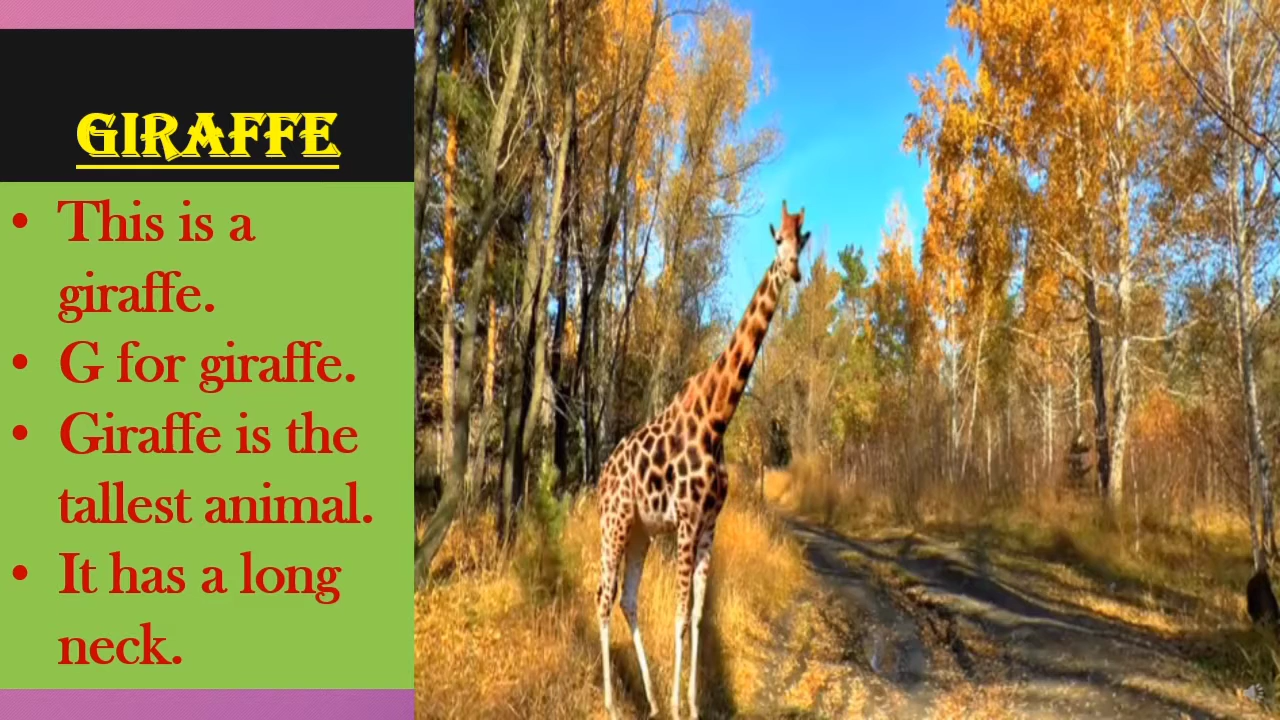 GIRAFFE
• This is a
giraffe.
• G for giraffe.
• Giraffe is the
tallest animal.
• It has a long
neck.